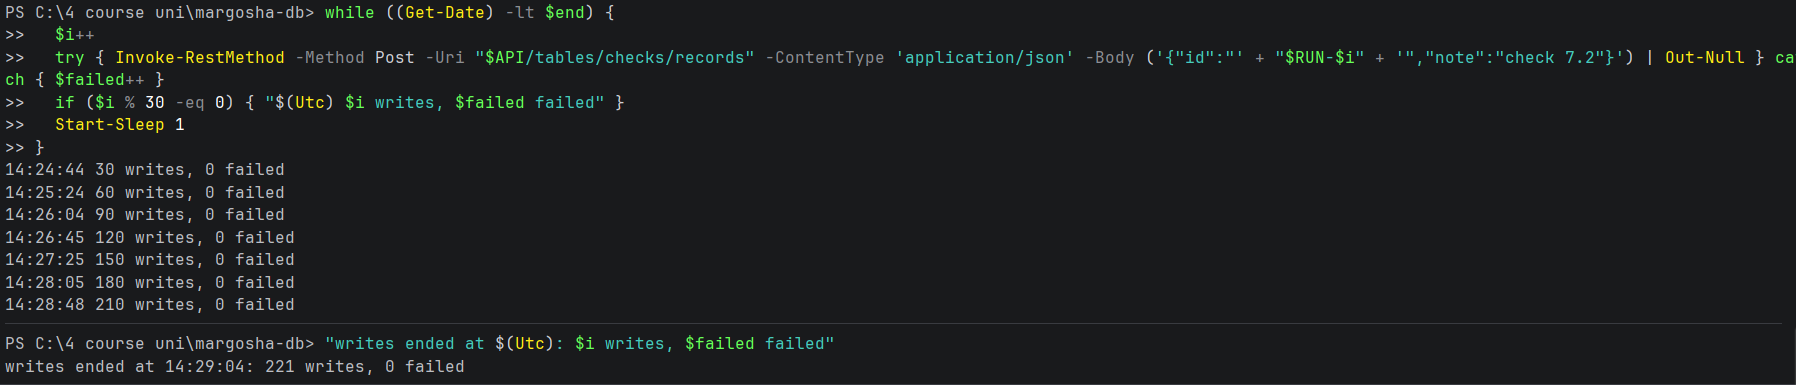 PS C:\4 course uni\margosha-db> while ((Get-Date) -lt $end) {
>>   $i++
>>   try { Invoke-RestMethod -Method Post -Uri "$API/tables/checks/records" -ContentType 'application/json' -Body ('{"id":"' + "$RUN-$i" + '","note":"check 7.2"}') | Out-Null } cat
ch { $failed++ }
>>   if ($i % 30 -eq 0) { "$(Utc) $i writes, $failed failed" }
>>   Start-Sleep 1
>> }
14:24:44 30 writes, 0 failed
14:25:24 60 writes, 0 failed
14:26:04 90 writes, 0 failed
14:26:45 120 writes, 0 failed
14:27:25 150 writes, 0 failed
14:28:05 180 writes, 0 failed
14:28:48 210 writes, 0 failed
PS C:\4 course uni\margosha-db> "writes ended at $(Utc): $i writes, $failed failed"
writes ended at 14:29:04: 221 writes, 0 failed